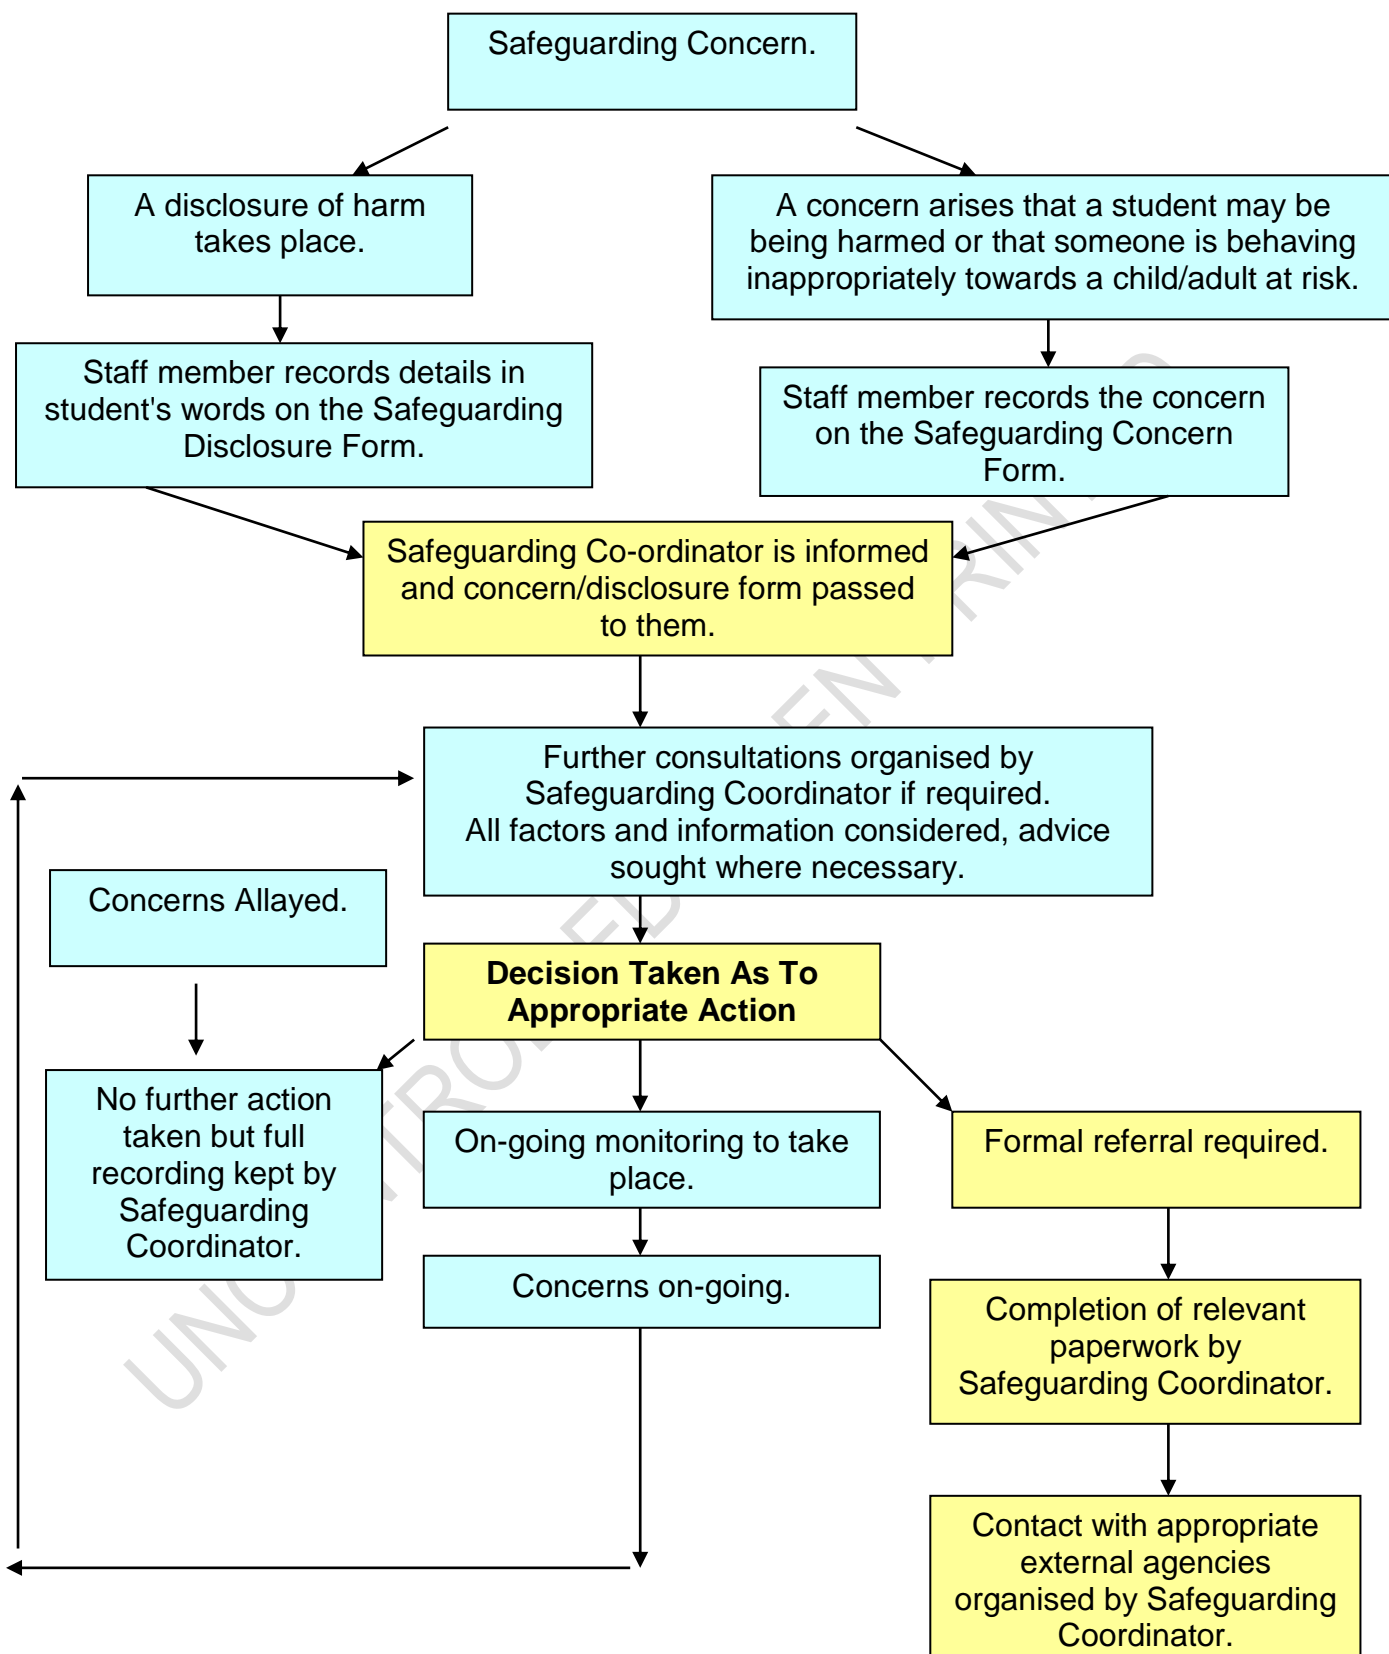 Safeguarding Concern.
A disclosure of harm
takes place.
A concern arises that a student may be
being harmed or that someone is behaving
inappropriately towards a child/adult at risk.
Staff member records details in
student's words on the Safeguarding
Disclosure Form.
Staff member records the concern
on the Safeguarding Concern
Form.
Safeguarding Co-ordinator is informed
and concern/disclosure form passed
to them.
Further consultations organised by
Safeguarding Coordinator if required.
All factors and information considered, advice
sought where necessary.
Concerns Allayed.
Decision Taken As To
Appropriate Action
No further action
taken but full
recording kept by
Safeguarding
Coordinator.
On-going monitoring to take
place.
Formal referral required.
Concerns on-going.
Completion of relevant
paperwork by
Safeguarding Coordinator.
Contact with appropriate
external agencies
organised by Safeguarding
Coordinator.